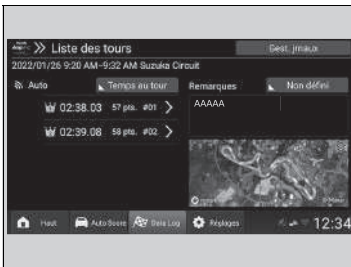 Liste des tours
Gest. jrnaux
2022/01/26 9:20 AM-9:32 AM Suzuka Circuit
Auto
Temps au tour
Remarques
Non défini
02:38.03 57 pts. #01
AAAAA
02:39.08 58 pts. #02
Haut
Auto Score
Data Log
Réglages
12:34